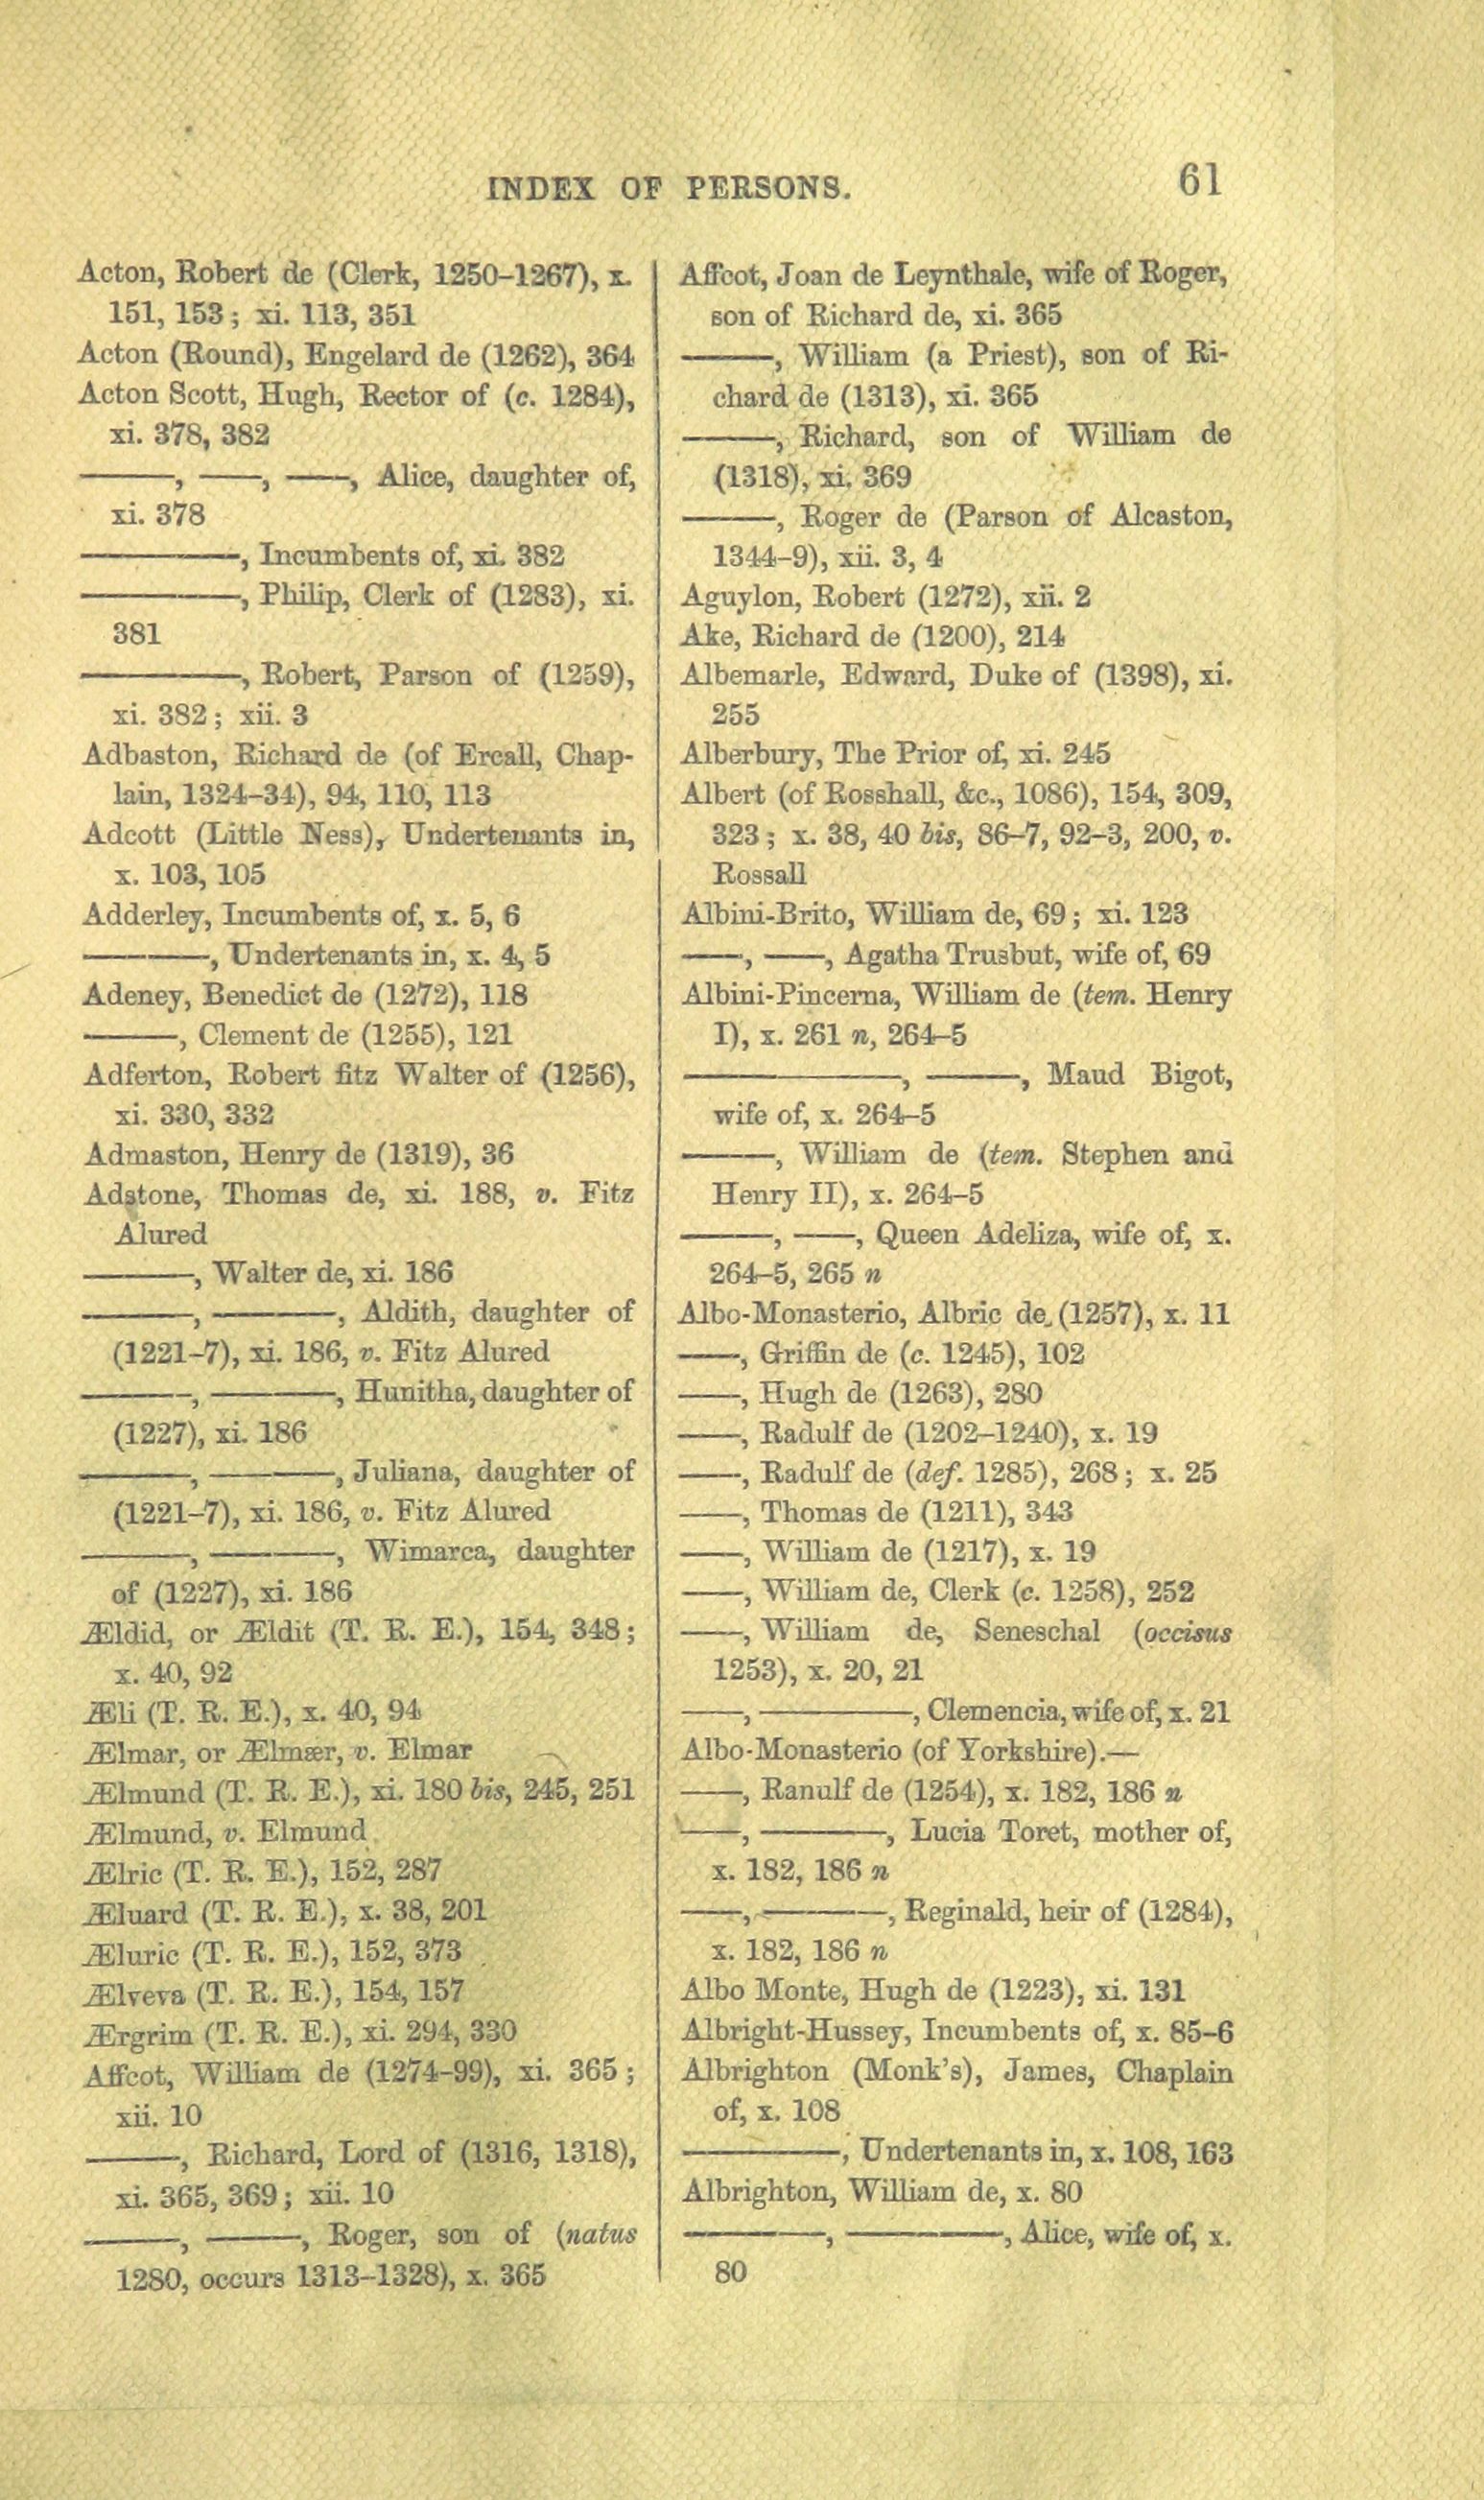 INDEX OF PERSONS. 61
Acton, Robert de (Clerk, 1250–1267), x.
151, 153; xi. 113, 351
Acton (Round), Engelard de (1262), 364
Acton Scott, Hugh, Rector of (c. 1284),
xi. 378, 382
———, ——, ——, Alice, daughter of,
xi. 378
—————, Incumbents of, xi. 382
—————, Philip, Clerk of (1283), xi.
381
—————, Robert, Parson of (1259),
xi. 382; xii. 3
Adbaston, Richard de (of Ercall, Chap-
lain, 1324–34), 94, 110, 113
Adcott (Little Ness), Undertenants in,
x. 103, 105
Adderley, Incumbents of, x. 5, 6
————, Undertenants in, x. 4, 5
Adeney, Benedict de (1272), 118
———, Clement de (1255), 121
Adferton, Robert fitz Walter of (1256),
xi. 330, 332
Admaston, Henry de (1319), 36
Adstone, Thomas de, xi. 188, v. Fitz
Alured
———, Walter de, xi. 186
———, ————, Aldith, daughter of
(1221–7), xi. 186, v. Fitz Alured
———, ————, Hunitha, daughter of
(1227), xi. 186
———, ————, Juliana, daughter of
(1221–7), xi. 186, v. Fitz Alured
———, ————, Wimarca, daughter
of (1227), xi. 186
Ældid, or Ældit (T. R. E.), 154, 348;
x. 40, 92
Æli (T. R. E.), x. 40, 94
Ælmar, or Ælmær, v. Elmar
Ælmund (T. R. E.), xi. 180 bis, 245, 251
Ælmund, v. Elmund
Ælric (T. R. E.), 152, 287
Æluard (T. R. E.), x. 38, 201
Æluric (T. R. E.), 152, 373
Ælveva (T. R. E.), 154, 157
Ærgrim (T. R. E.), xi. 294, 330
Affcot, William de (1274–99), xi. 365;
xii. 10
———, Richard, Lord of (1316, 1318),
xi. 365, 369; xii. 10
———, ———, Roger, son of (natus
1280, occurs 1313–1328), x. 365
Affcot, Joan de Leynthale, wife of Roger,
son of Richard de, xi. 365
———, William (a Priest), son of Ri-
chard de (1313), xi. 365
———, Richard, son of William de
(1318), xi. 369
———, Roger de (Parson of Alcaston,
1344–9), xii. 3, 4
Aguylon, Robert (1272), xii. 2
Ake, Richard de (1200), 214
Albemarle, Edward, Duke of (1398), xi.
255
Alberbury, The Prior of, xi. 245
Albert (of Rosshall, &c., 1086), 154, 309,
323; x. 38, 40 bis, 86–7, 92–3, 200, v.
Rossall
Albini-Brito, William de, 69; xi. 123
——, ——, Agatha Trusbut, wife of, 69
Albini-Pincerna, William de (tem. Henry
I), x. 261 n, 264–5
———————, ———, Maud Bigot,
wife of, x. 264–5
———, William de (tem. Stephen and
Henry II), x. 264–5
———, ——, Queen Adeliza, wife of, x.
264–5, 265 n
Albo-Monasterio, Albric de (1257), x. 11
——, Griffin de (c. 1245), 102
——, Hugh de (1263), 280
——, Radulf de (1202–1240), x. 19
——, Radulf de (def. 1285), 268; x. 25
——, Thomas de (1211), 343
——, William de (1217), x. 19
——, William de, Clerk (c. 1258), 252
——, William de, Seneschal (occisus
1253), x. 20, 21
——, —————, Clemencia, wife of, x. 21
Albo-Monasterio (of Yorkshire).—
——, Ranulf de (1254), x. 182, 186 n
——, ————, Lucia Toret, mother of,
x. 182, 186 n
——, ————, Reginald, heir of (1284),
x. 182, 186 n
Albo Monte, Hugh de (1223), xi. 131
Albright-Hussey, Incumbents of, x. 85–6
Albrighton (Monk's), James, Chaplain
of, x. 108
—————, Undertenants in, x. 108, 163
Albrighton, William de, x. 80
————, —————, Alice, wife of, x.
80